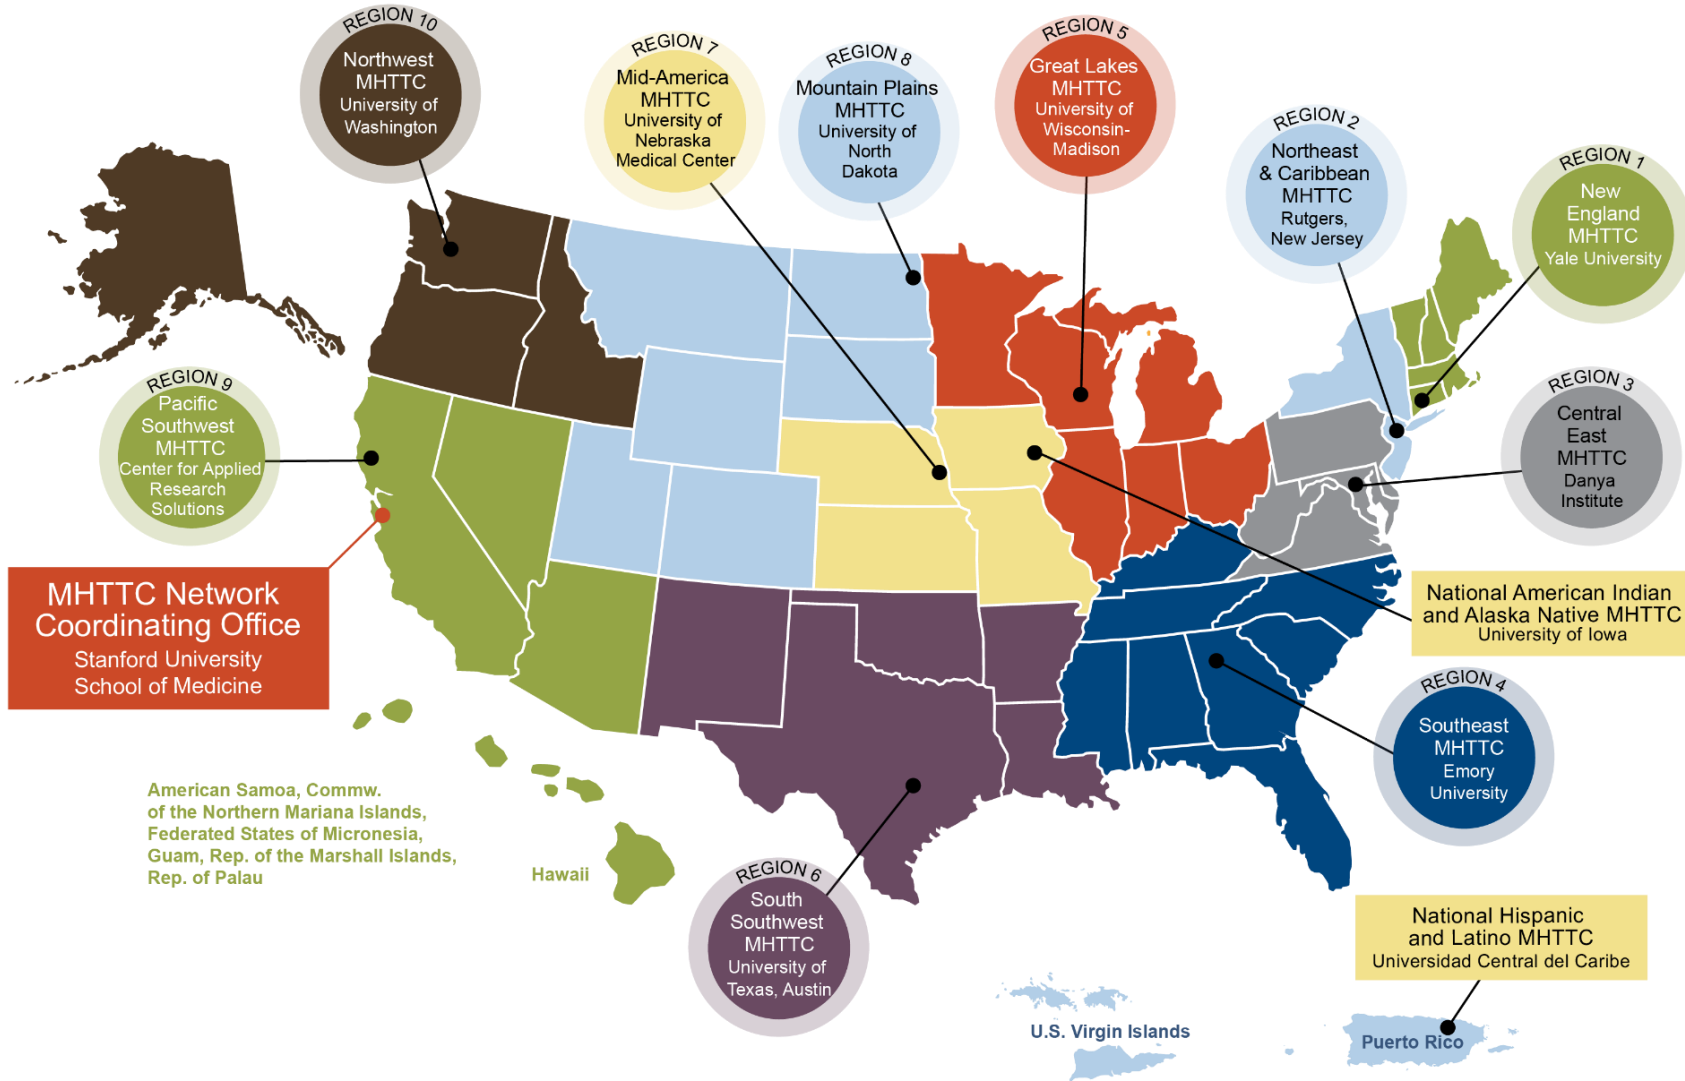 REGION 10
Northwest
MHTTC
University of
Washington
REGION 7
Mid-America
MHTTC
University of
Nebraska
Medical Center
REGION 8
Mountain Plains
MHTTC
University of
North
Dakota
REGION 5
Great Lakes
MHTTC
University of
Wisconsin-
Madison
REGION 2
Northeast
& Caribbean
MHTTC
Rutgers,
New Jersey
REGION 1
New
England
MHTTC
Yale University
REGION 9
Pacific
Southwest
MHTTC
Center for Applied
Research
Solutions
REGION 3
Central
East
MHTTC
Danya
Institute
MHTTC Network
Coordinating Office
Stanford University
School of Medicine
National American Indian
and Alaska Native MHTTC
University of Iowa
REGION 4
Southeast
MHTTC
Emory
University
American Samoa, Commw.
of the Northern Mariana Islands,
Federated States of Micronesia,
Guam, Rep. of the Marshall Islands,
Rep. of Palau
Hawaii
REGION 6
South
Southwest
MHTTC
University of
Texas, Austin
National Hispanic
and Latino MHTTC
Universidad Central del Caribe
U.S. Virgin Islands
Puerto Rico